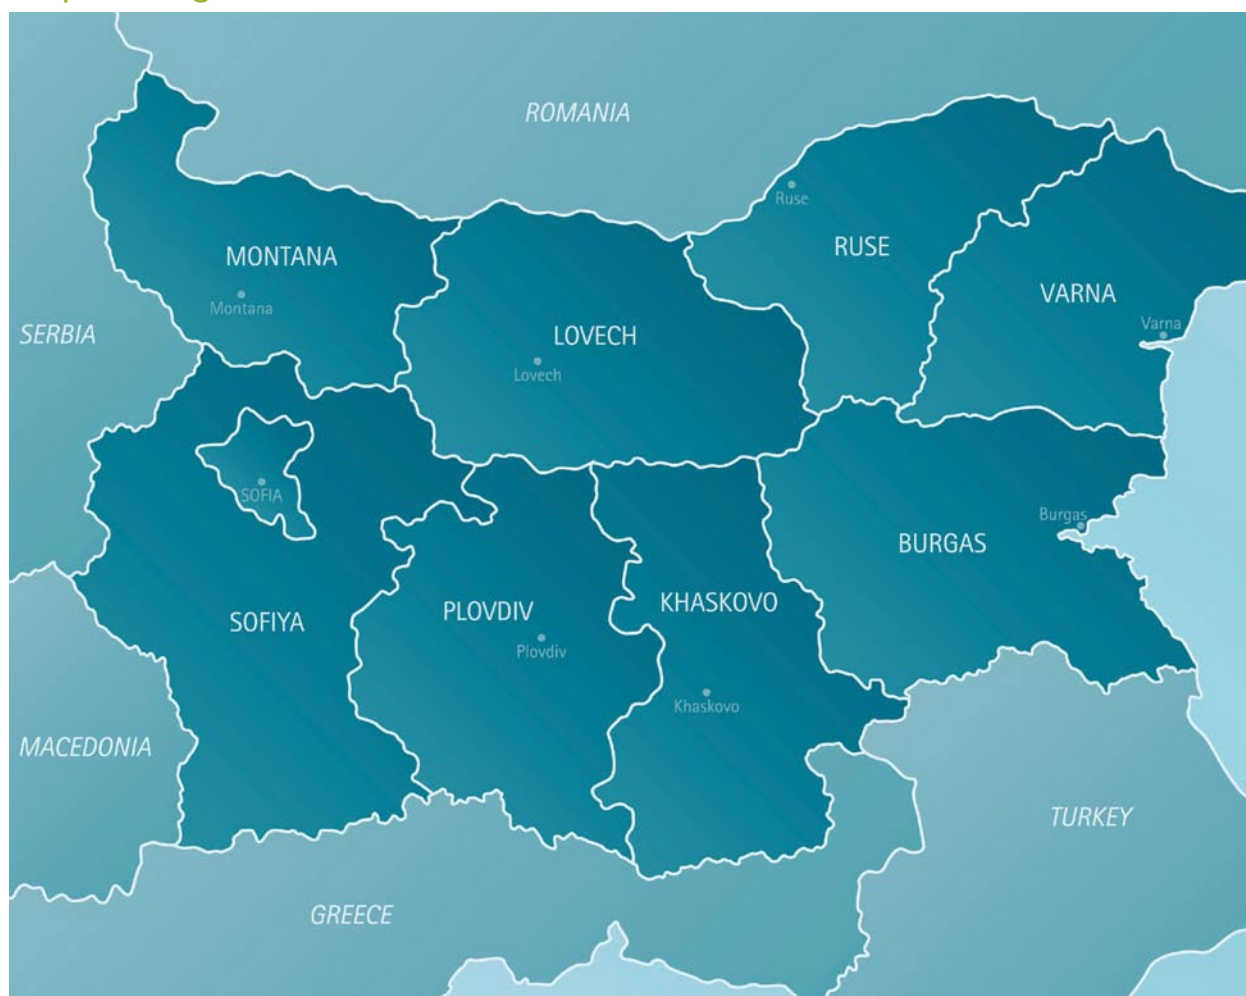 ROMANIA
Ruse
RUSE
MONTANA
VARNA
Montana
Varna
SERBIA
LOVECH
Lovech
SOFIA
Burgas
BURGAS
KHASKOVO
PLOVDIV
SOFIYA
Plovdiv
Khaskovo
MACEDONIA
TURKEY
GREECE